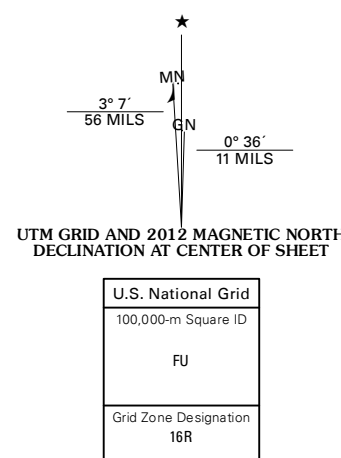 MN
3° 7´
56 MILS
GN
0° 36´
11 MILS
UTM GRID AND 2012 MAGNETIC NORTH
DECLINATION AT CENTER OF SHEET
U.S. National Grid
100,000-m Square ID
FU
Grid Zone Designation
16R